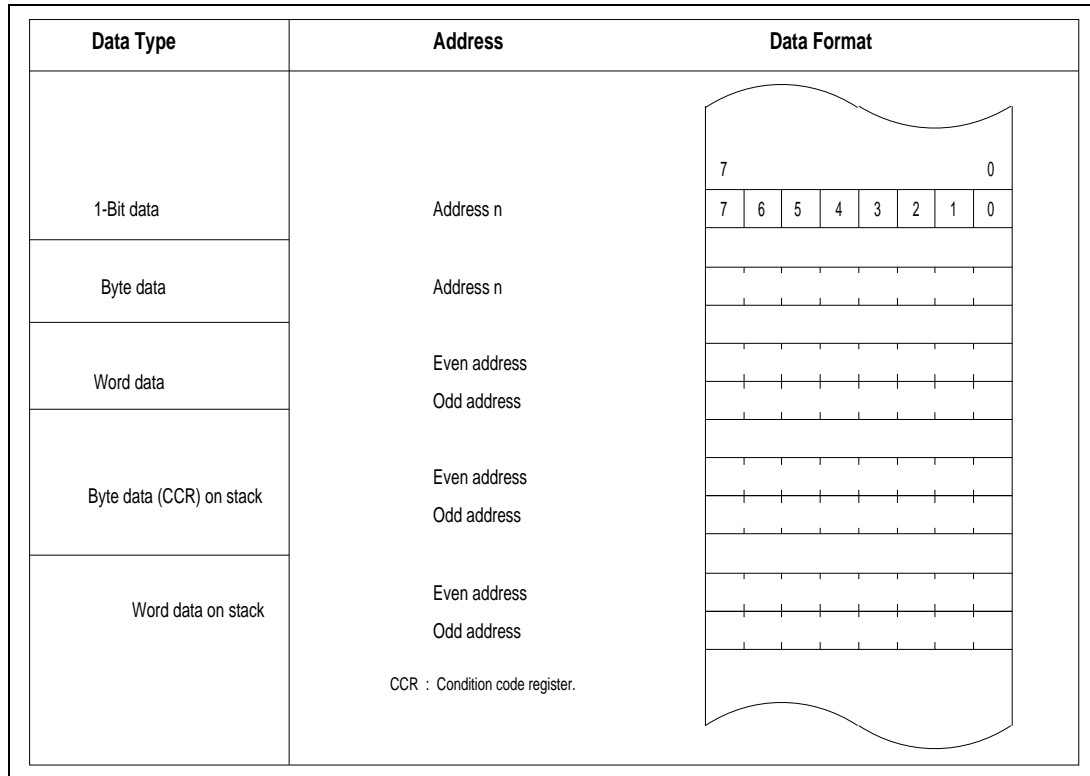 Data Type Address Data Format
7 0
1-Bit data Address n 7 6 5 4 3 2 1 0
Byte data Address n
Even address
Word data
Odd address
Even address
Byte data (CCR) on stack
Odd address
Even address
Word data on stack
Odd address
CCR : Condition code register.